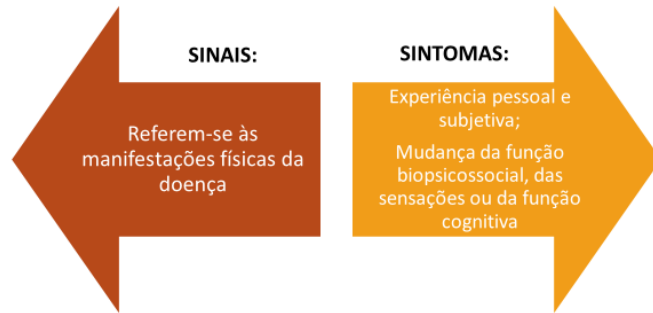 SINAIS:
Referem-se às
manifestações físicas da
doença
SINTOMAS:
Experiência pessoal e
subjetiva;
Mudança da função
biopsicossocial, das
sensações ou da função
cognitiva